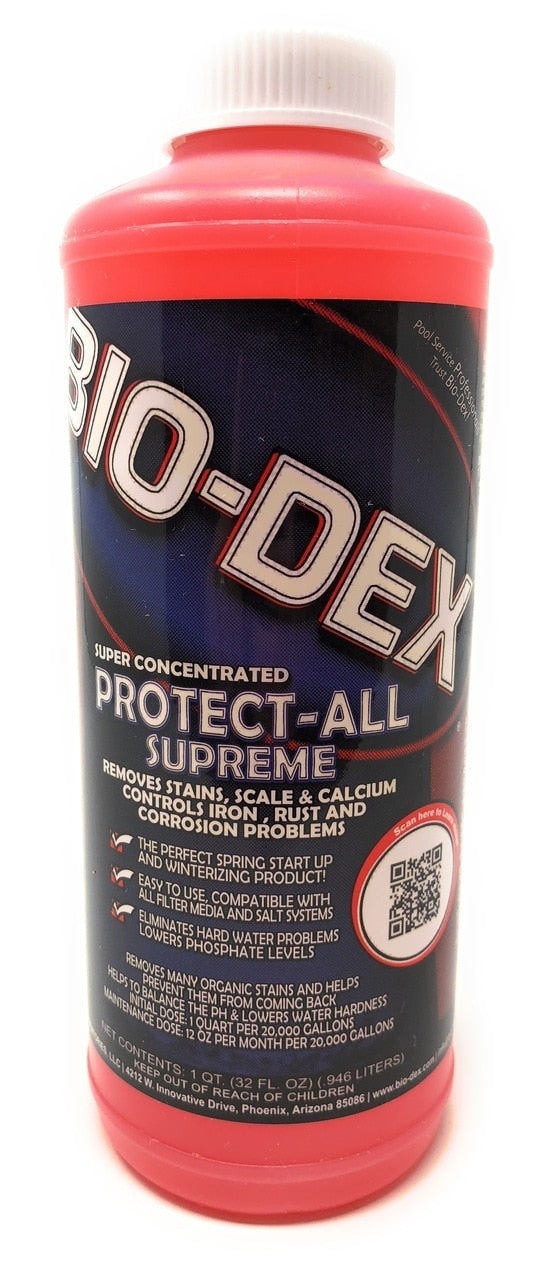 Pool Service Professionals
Trust Bio-Dex!
BIO-DEX
SUPER CONCENTRATED
PROTECT-ALL
SUPREME
REMOVES STAINS, SCALE & CALCIUM
CONTROLS IRON , RUST AND
CORROSION PROBLEMS
THE PERFECT SPRING START UP
AND WINTERIZING PRODUCT!
EASY TO USE, COMPATIBLE WITH
ALL FILTER MEDIA AND SALT SYSTEMS
ELIMINATES HARD WATER PROBLEMS
LOWERS PHOSPHATE LEVELS
Scan here to Learn
REMOVES MANY ORGANIC STAINS AND HELPS
PREVENT THEM FROM COMING BACK
HELPS TO BALANCE THE PH & LOWERS WATER HARDNESS
INITIAL DOSE: 1 QUART PER 20,000 GALLONS
MAINTENANCE DOSE: 12 OZ PER MONTH PER 20,000 GALLONS
NET CONTENTS: 1 QT. (32 FL. OZ) (.946 LITERS)
KEEP OUT OF REACH OF CHILDREN
LLC | 4212 W. Innovative Drive, Phoenix, Arizona 85086 | www.bio-dex.com |